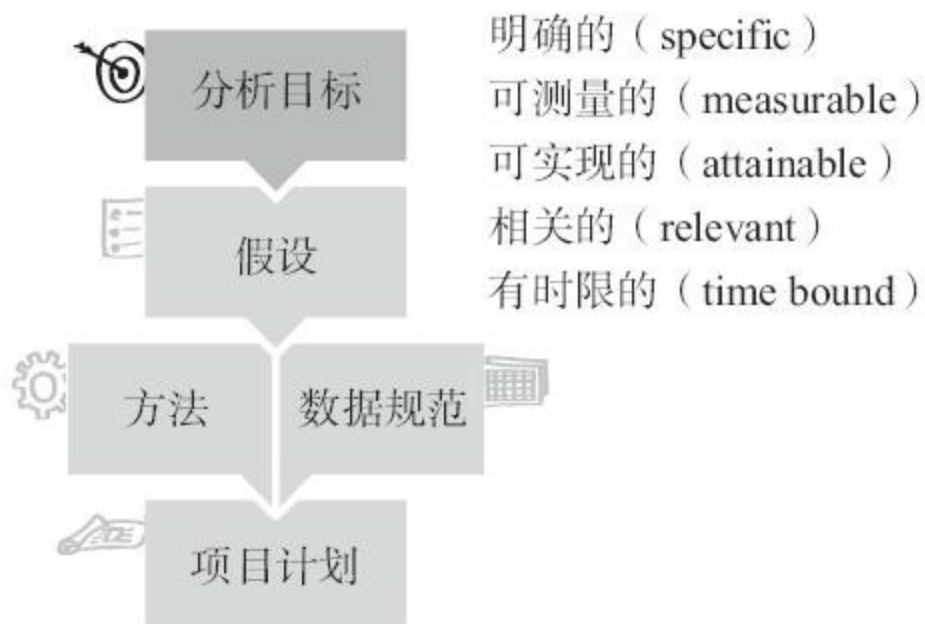 分析目标
假设
方法
数据规范
项目计划
明确的（specific）
可测量的（measurable）
可实现的（attainable）
相关的（relevant）
有时限的（time bound）